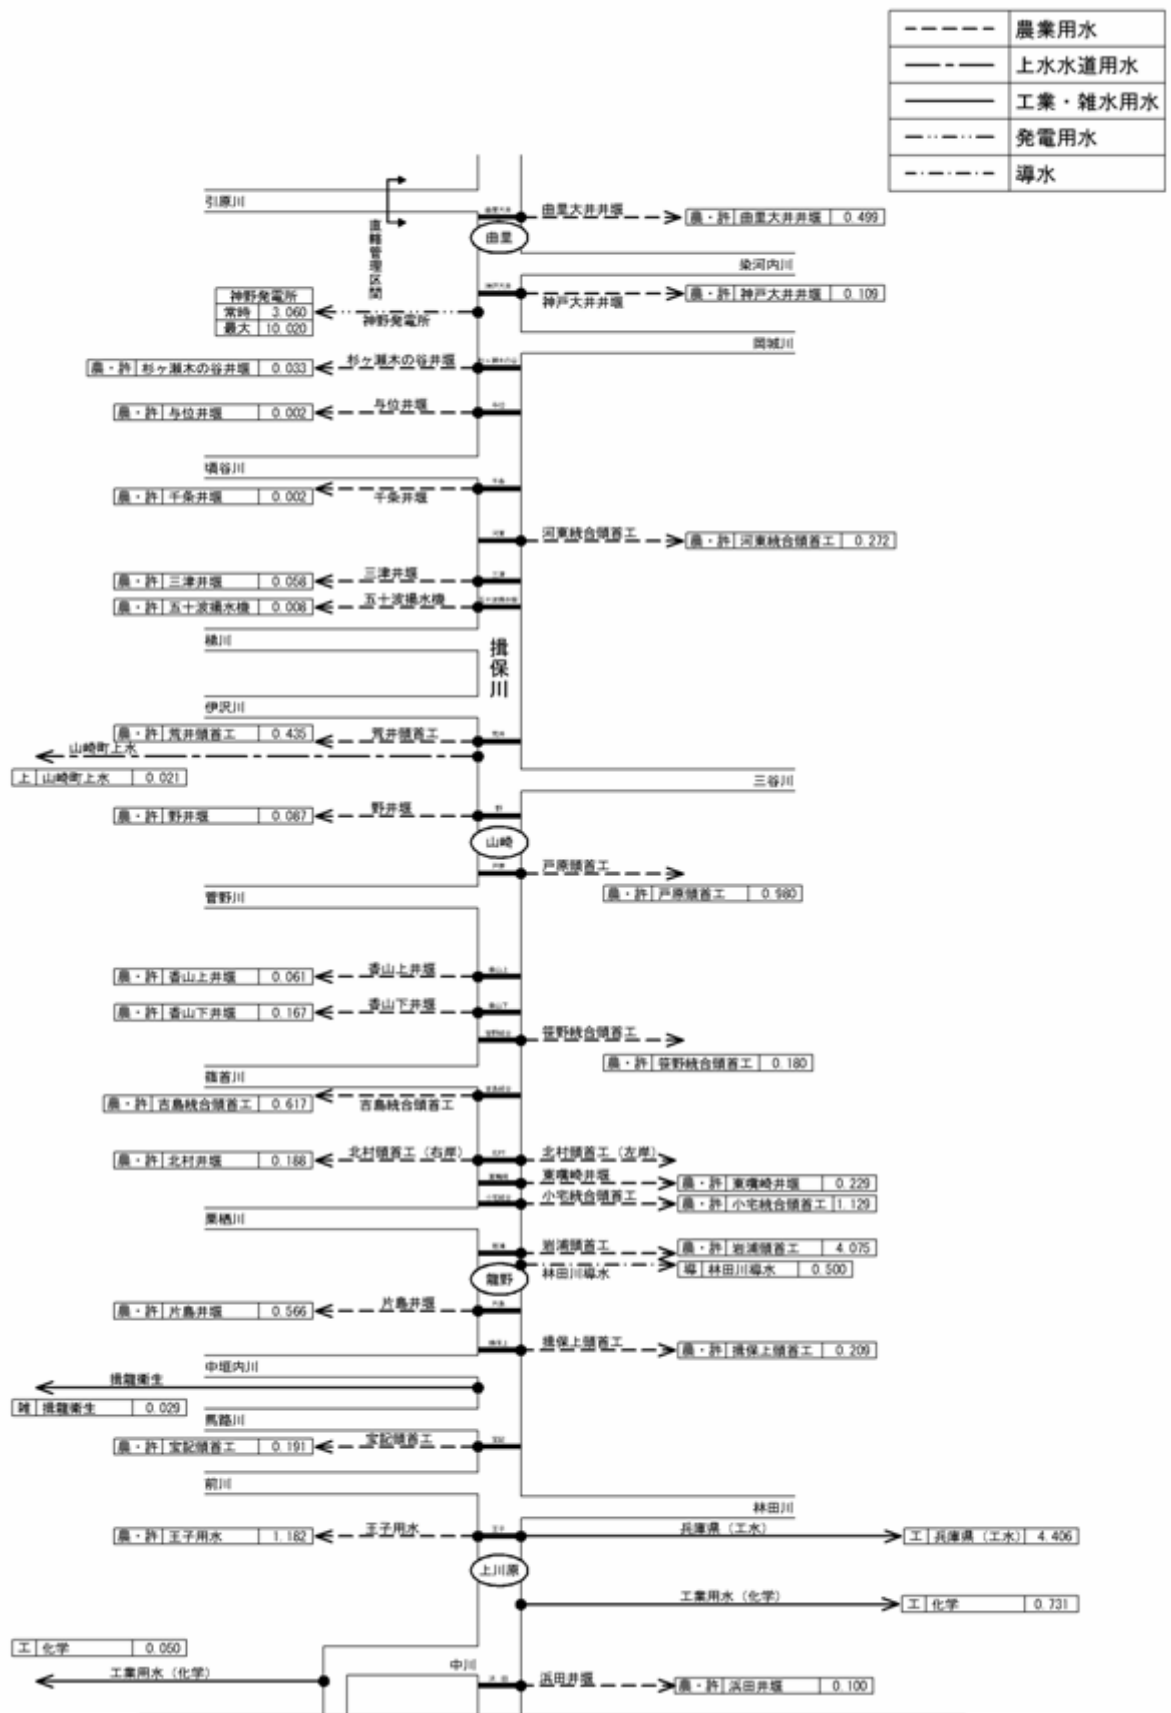 農業用水
上水水道用水
工業・雑水用水
発電用水
導水
引原川
直轄管理区間
曲里大井井堰
農・許 曲里大井井堰 0.499
曲里
染河内川
神野発電所
常時 3.060
最大 10.020
神野発電所
神戸大井井堰
農・許 神戸大井井堰 0.109
岡城川
農・許 杉ヶ瀬木の谷井堰 0.033
杉ヶ瀬木の谷井堰
農・許 与位井堰 0.002
与位井堰
頃谷川
農・許 千条井堰 0.002
千条井堰
河東統合頭首工
農・許 河東統合頭首工 0.272
農・許 三津井堰 0.058
三津井堰
農・許 五十波揚水機 0.008
五十波揚水機
梯川
揖保川
伊沢川
農・許 荒井頭首工 0.435
荒井頭首工
山崎町上水
上 山崎町上水 0.021
三谷川
農・許 野井堰 0.087
野井堰
山崎
戸原頭首工
農・許 戸原頭首工 0.980
菅野川
農・許 香山上井堰 0.061
香山上井堰
農・許 香山下井堰 0.167
香山下井堰
笹野統合頭首工
農・許 笹野統合頭首工 0.180
篠首川
農・許 吉島統合頭首工 0.617
吉島統合頭首工
農・許 北村井堰 0.188
北村頭首工（右岸）
北村頭首工（左岸）
東觜崎井堰
農・許 東觜崎井堰 0.229
小宅統合頭首工
農・許 小宅統合頭首工 1.129
栗栖川
岩浦頭首工
農・許 岩浦頭首工 4.075
龍野
林田川導水
導 林田川導水 0.500
農・許 片島井堰 0.566
片島井堰
揖保上頭首工
農・許 揖保上頭首工 0.209
中垣内川
揖龍衛生
雑 揖龍衛生 0.029
馬路川
農・許 宝記頭首工 0.191
宝記頭首工
前川
林田川
農・許 王子用水 1.182
王子用水
兵庫県（工水）
工 兵庫県（工水） 4.406
上川原
工業用水（化学）
工 化学 0.731
工 化学 0.050
工業用水（化学）
中川
浜田井堰
農・許 浜田井堰 0.100